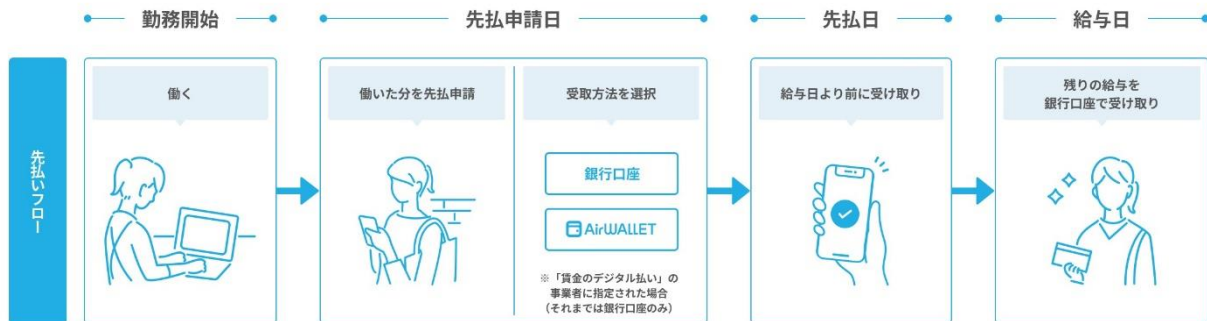 勤務開始
先払申請日
先払日
給与日
先払いフロー
働く
働いた分を先払申請
受取方法を選択
銀行口座
AirWALLET
※「賃金のデジタル払い」の
事業者に指定された場合
（それまでは銀行口座のみ）
給与日より前に受け取り
残りの給与を
銀行口座で受け取り